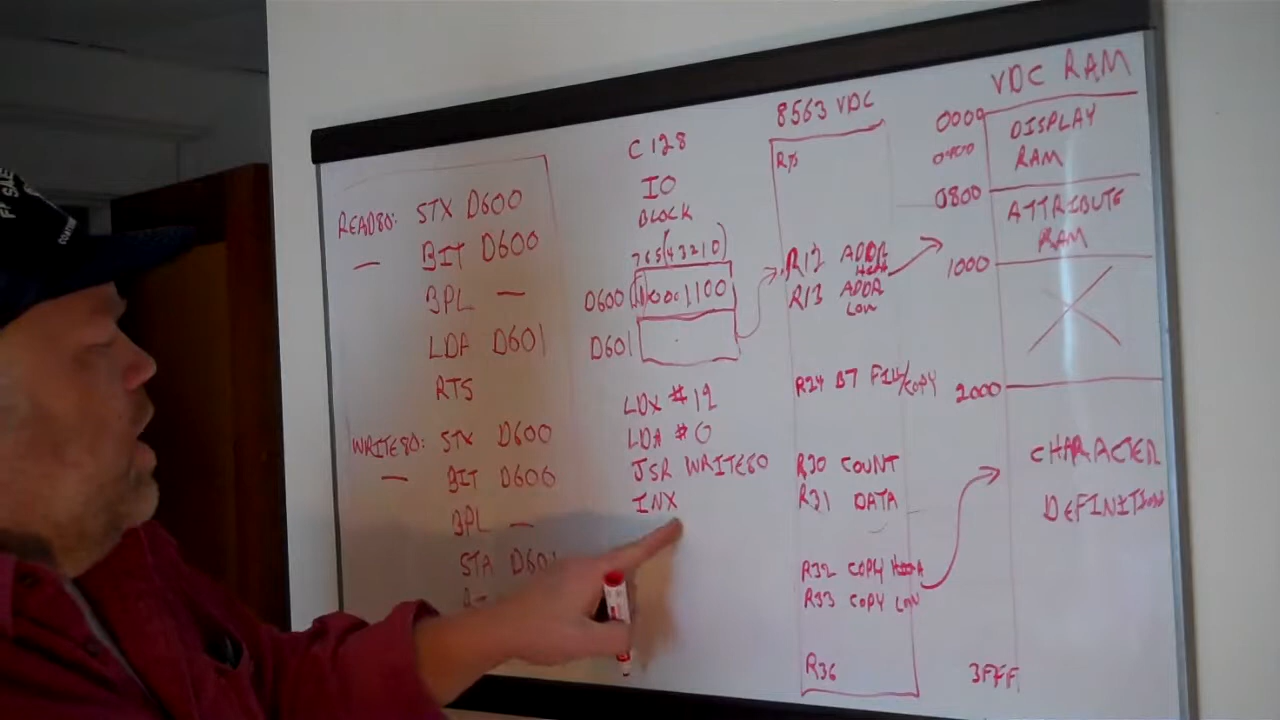 READ80: STX D600
— BIT D600
BPL —
LDA D601
RTS
WRITE80: STX D600
— BIT D600
BPL —
STA D601
C128
IO
BLOCK
76543210
D600
D601
LDX #12
LDA #0
JSR WRITE80
INX
8563 VDC
R12 ADDR
R13 ADDR
LOW
R24 B7 FILL/COPY
R30 COUNT
R31 DATA
R32 COPY
R33 COPY LOW
R36
VDC RAM
0000
DISPLAY
RAM
0800
ATTRIBUTE
RAM
1000
2000
CHARACTER
DEFINITIONS
3FFF